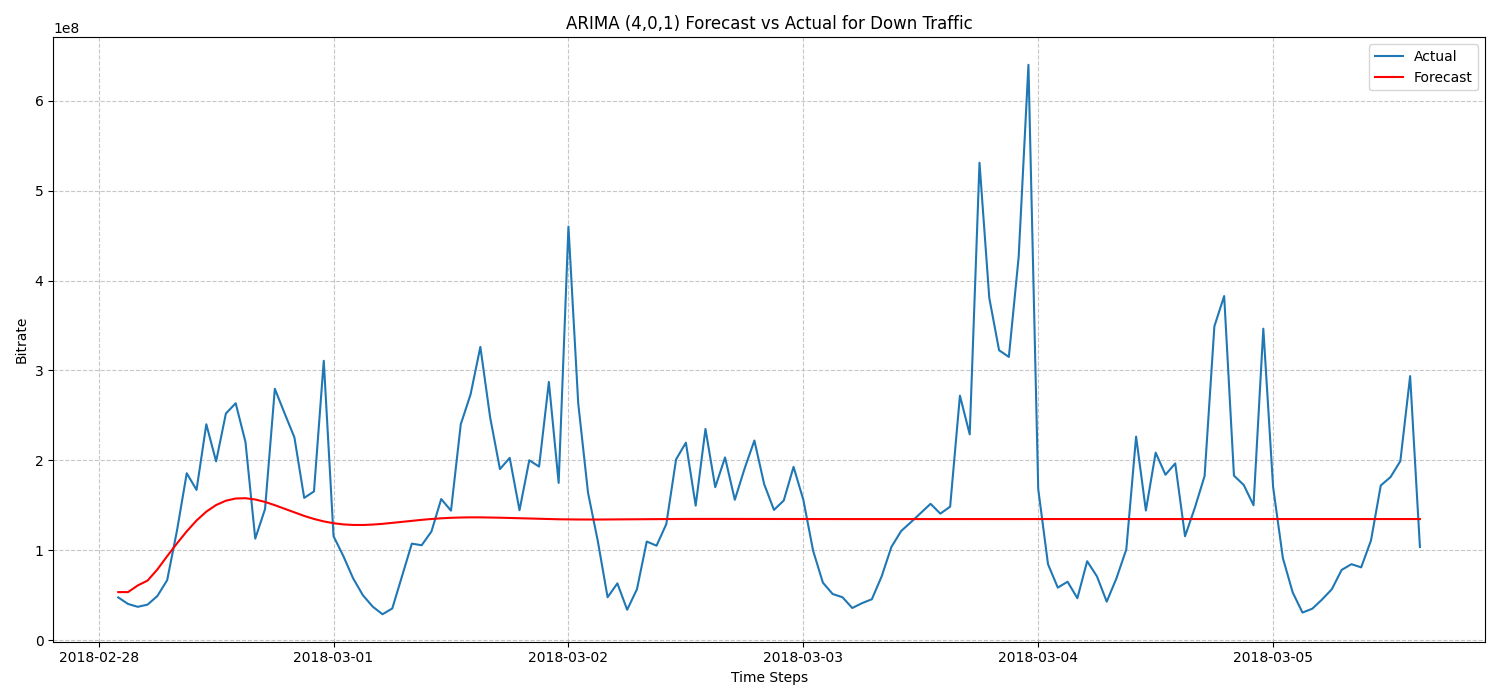 ARIMA (4,0,1) Forecast vs Actual for Down Traffic
1e8
Actual
Forecast
6
5
4
3
2
1
0
Bitrate
2018-02-28 2018-03-01 2018-03-02 2018-03-03 2018-03-04 2018-03-05
Time Steps